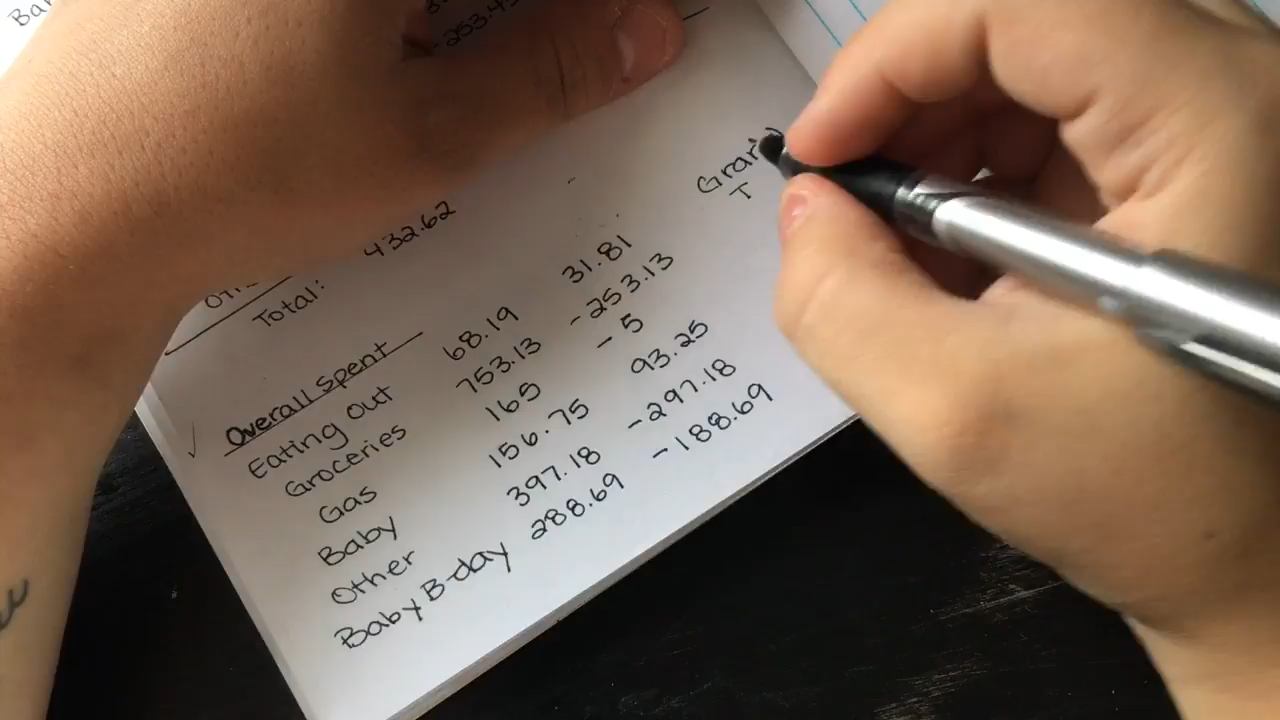 Total: 432.62
Overall Spent
Eating Out 68.19 31.81
Groceries 753.13 -253.13
Gas 165 -5
Baby 156.75 93.25
Other 397.18 -297.18
Baby B-day 288.69 -188.69
T